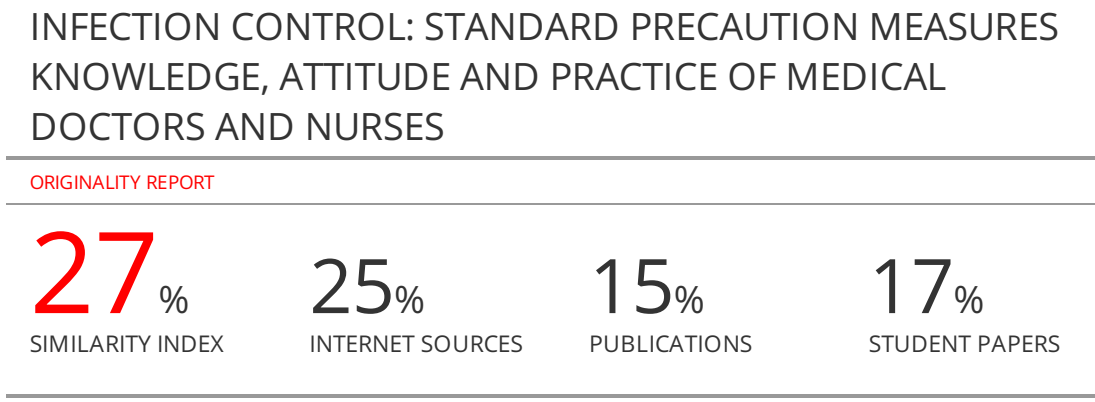 INFECTION CONTROL: STANDARD PRECAUTION MEASURES
KNOWLEDGE, ATTITUDE AND PRACTICE OF MEDICAL
DOCTORS AND NURSES
ORIGINALITY REPORT
27% 25% 15% 17%
SIMILARITY INDEX INTERNET SOURCES PUBLICATIONS STUDENT PAPERS